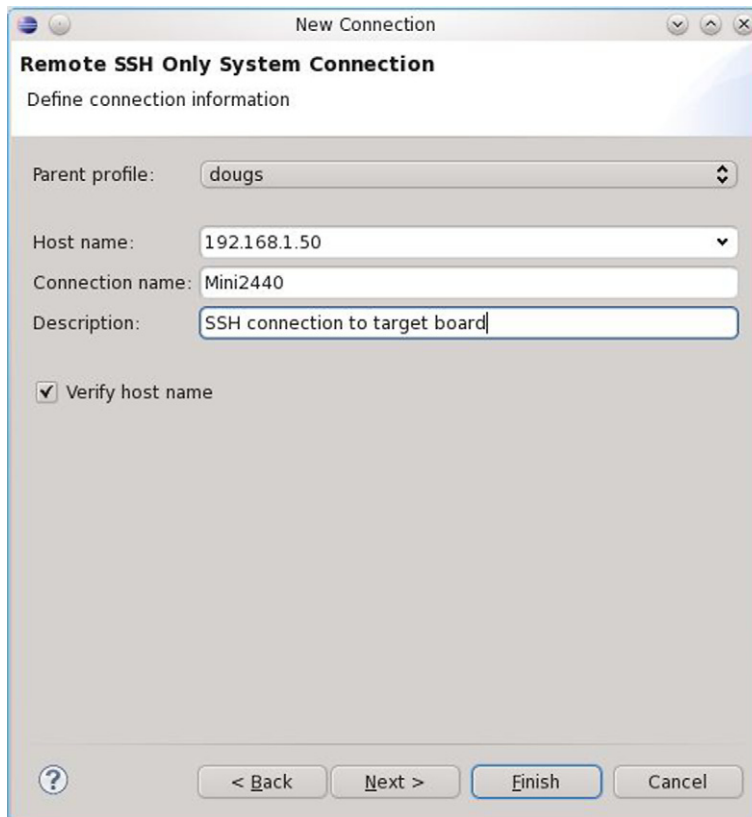 New Connection
Remote SSH Only System Connection
Define connection information
Parent profile: dougs
Host name: 192.168.1.50
Connection name: Mini2440
Description: SSH connection to target board
Verify host name
? < Back Next > Finish Cancel